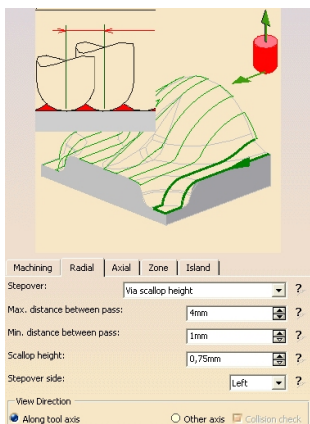 Machining Radial Axial Zone Island
Stepover: Via scallop height ?
Max. distance between pass: 4mm ?
Min. distance between pass: 1mm ?
Scallop height: 0,75mm ?
Stepover side: Left ?
View Direction
Along tool axis Other axis Collision check